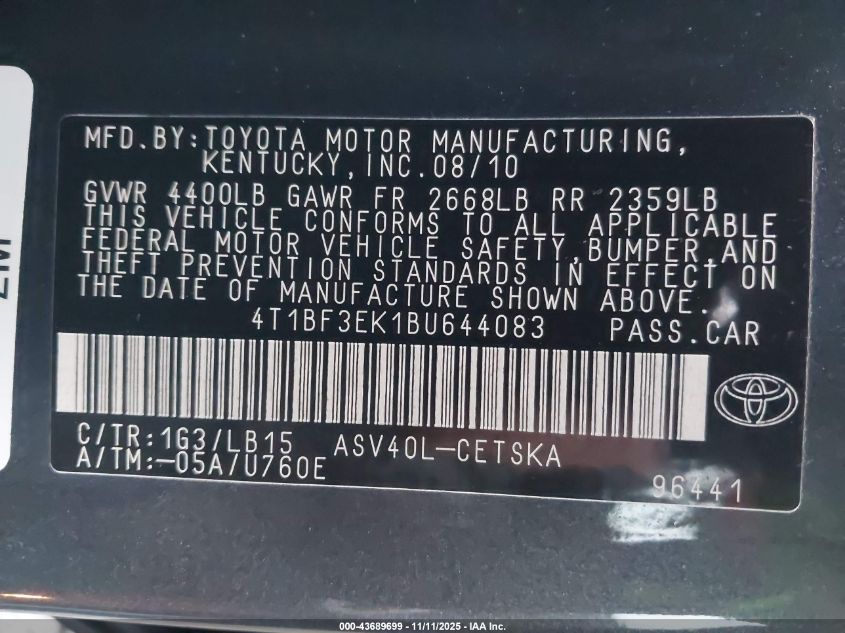 MFD.BY:TOYOTA MOTOR MANUFACTURING,
KENTUCKY,INC.08/10
GVWR 4400LB GAWR FR 2668LB RR 2359LB
THIS VEHICLE CONFORMS TO ALL APPLICABLE
FEDERAL MOTOR VEHICLE SAFETY,BUMPER,AND
THEFT PREVENTION STANDARDS IN EFFECT ON
THE DATE OF MANUFACTURE SHOWN ABOVE.
4T1BF3EK1BU644083 PASS.CAR
C/TR:1G3/LB15 ASV40L-CETSKA
A/TM:-05A/U760E
96441
000-43689699 - 11/11/2025 - IAA Inc.